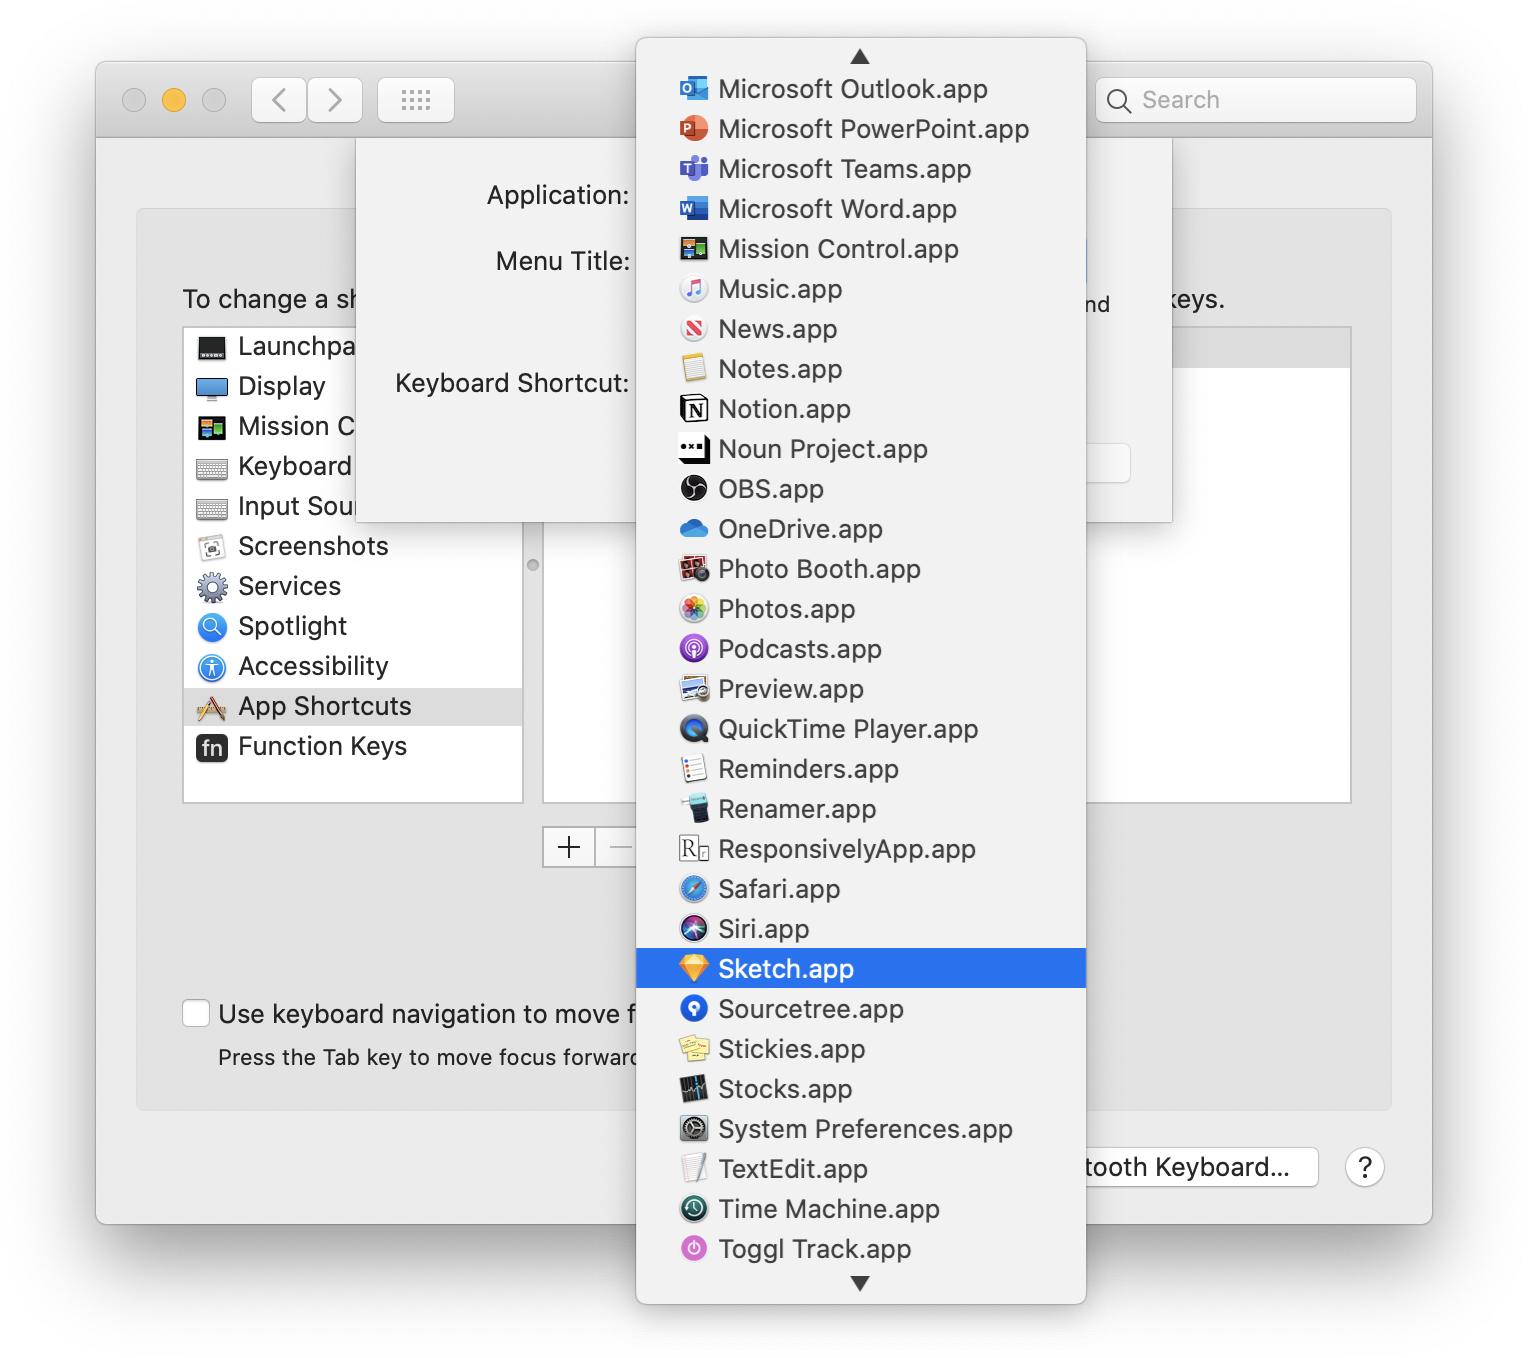 Search
Application:
Menu Title:
nd
Keyboard Shortcut:
To change a sh
keys.
Launchpa
Display
Mission C
Keyboard
Input Sou
Screenshots
Services
Spotlight
Accessibility
App Shortcuts
fn Function Keys
Microsoft Outlook.app
Microsoft PowerPoint.app
Microsoft Teams.app
Microsoft Word.app
Mission Control.app
Music.app
News.app
Notes.app
Notion.app
Noun Project.app
OBS.app
OneDrive.app
Photo Booth.app
Photos.app
Podcasts.app
Preview.app
QuickTime Player.app
Reminders.app
Renamer.app
ResponsivelyApp.app
Safari.app
Siri.app
Sketch.app
Sourcetree.app
Stickies.app
Stocks.app
System Preferences.app
TextEdit.app
Time Machine.app
Toggl Track.app
Use keyboard navigation to move f
Press the Tab key to move focus forward
tooth Keyboard...
?